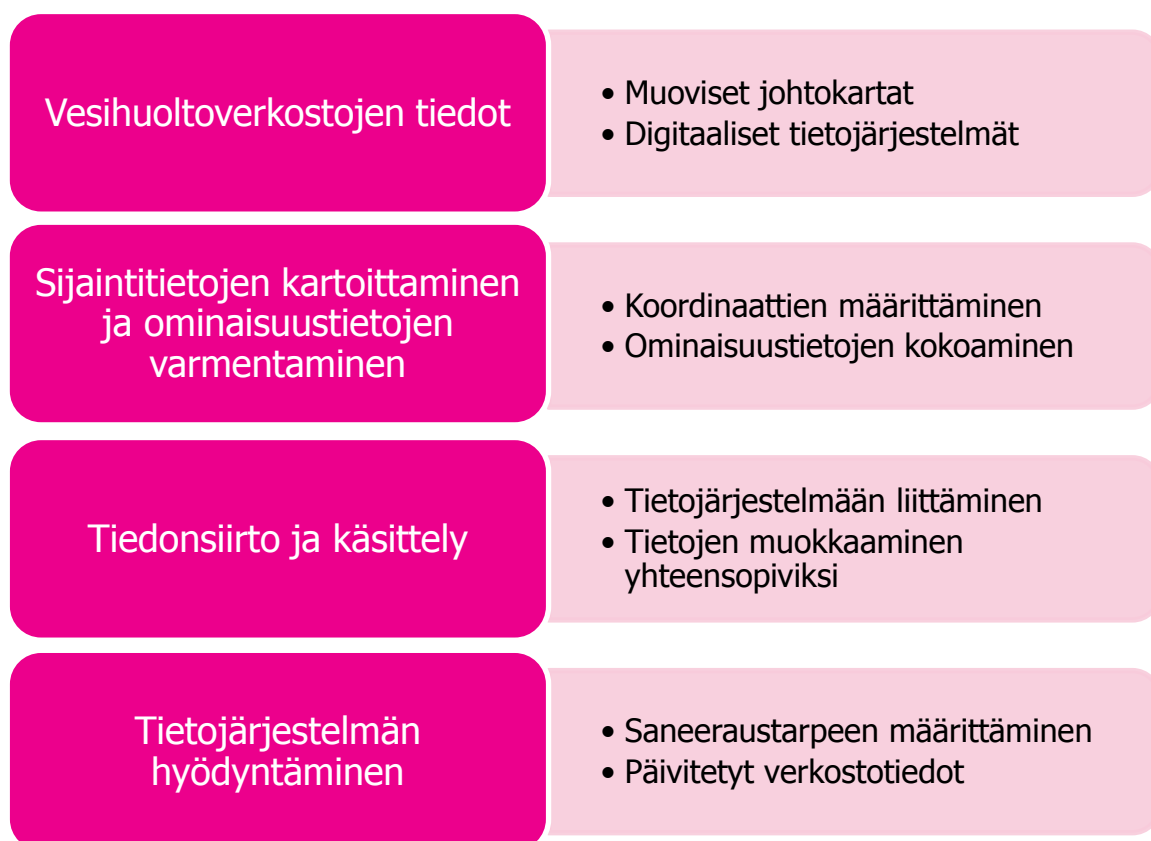 Vesihuoltoverkostojen tiedot
• Muoviset johtokartat
• Digitaaliset tietojärjestelmät
Sijaintitietojen kartoittaminen
ja ominaisuustietojen
varmentaminen
• Koordinaattien määrittäminen
• Ominaisuustietojen kokoaminen
Tiedonsiirto ja käsittely
• Tietojärjestelmään liittäminen
• Tietojen muokkaaminen
yhteensopiviksi
Tietojärjestelmän
hyödyntäminen
• Saneeraustarpeen määrittäminen
• Päivitetyt verkostotiedot